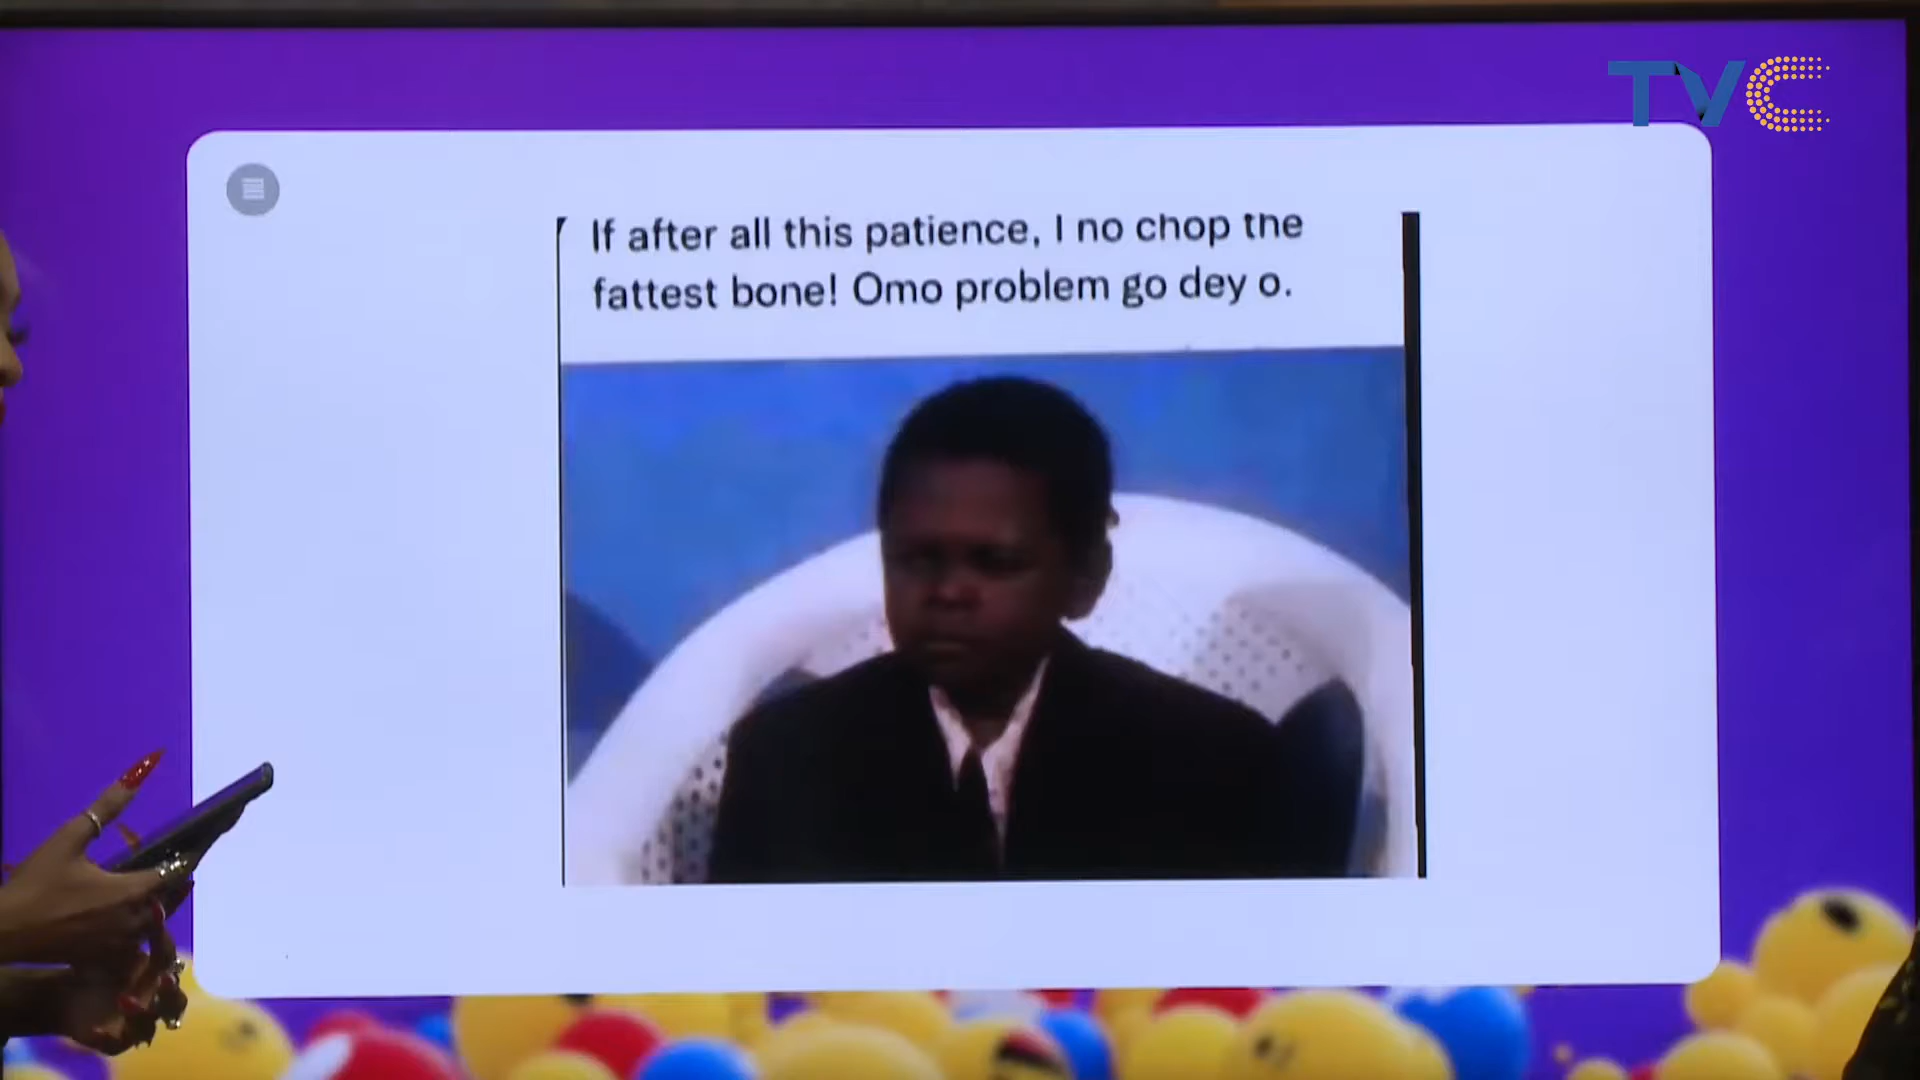 TVC
If after all this patience, I no chop the
fattest bone! Omo problem go dey o.